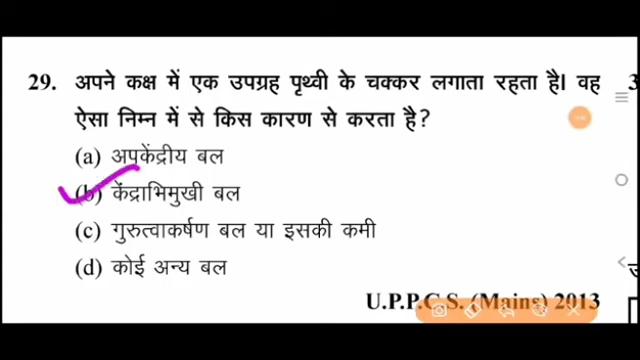 29. अपने कक्ष में एक उपग्रह पृथ्वी के चक्कर लगाता रहता है। वह
ऐसा निम्न में से किस कारण से करता है?
(a) अपकेंद्रीय बल
(b) केंद्राभिमुखी बल
(c) गुरुत्वाकर्षण बल या इसकी कमी
(d) कोई अन्य बल
U.P.P.C.S. (Mains) 2013